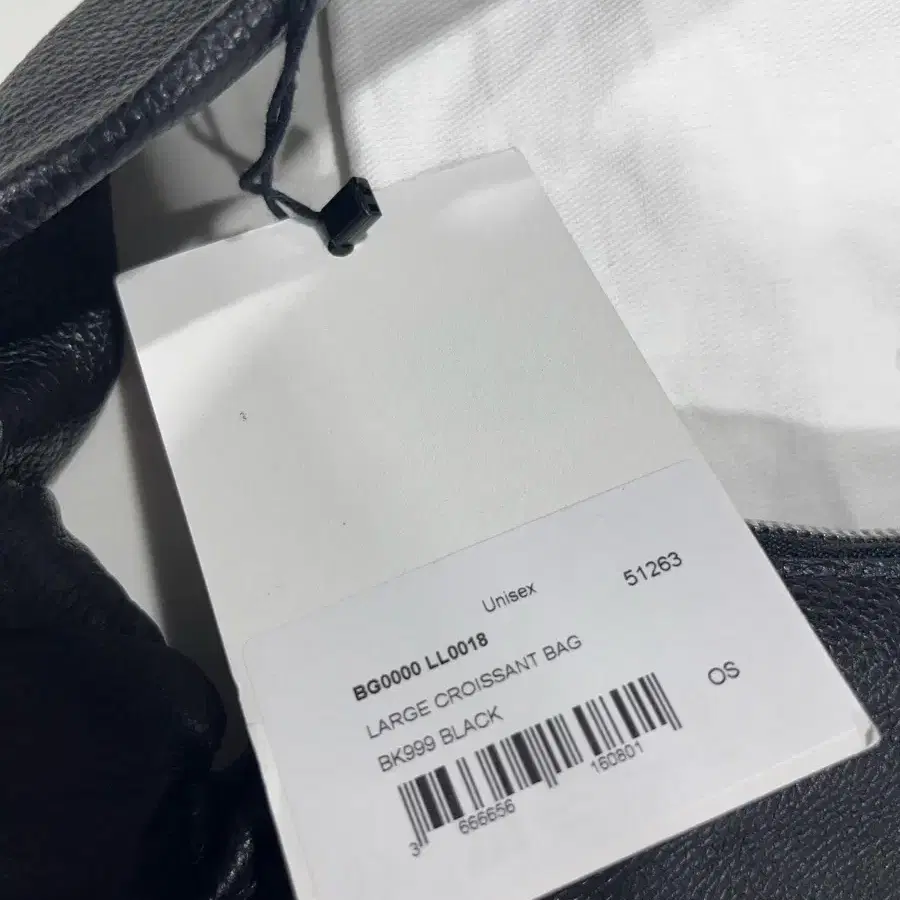 Unisex 51263
BG0000 LL0018
LARGE CROISSANT BAG
BK999 BLACK OS
3 666656 160801